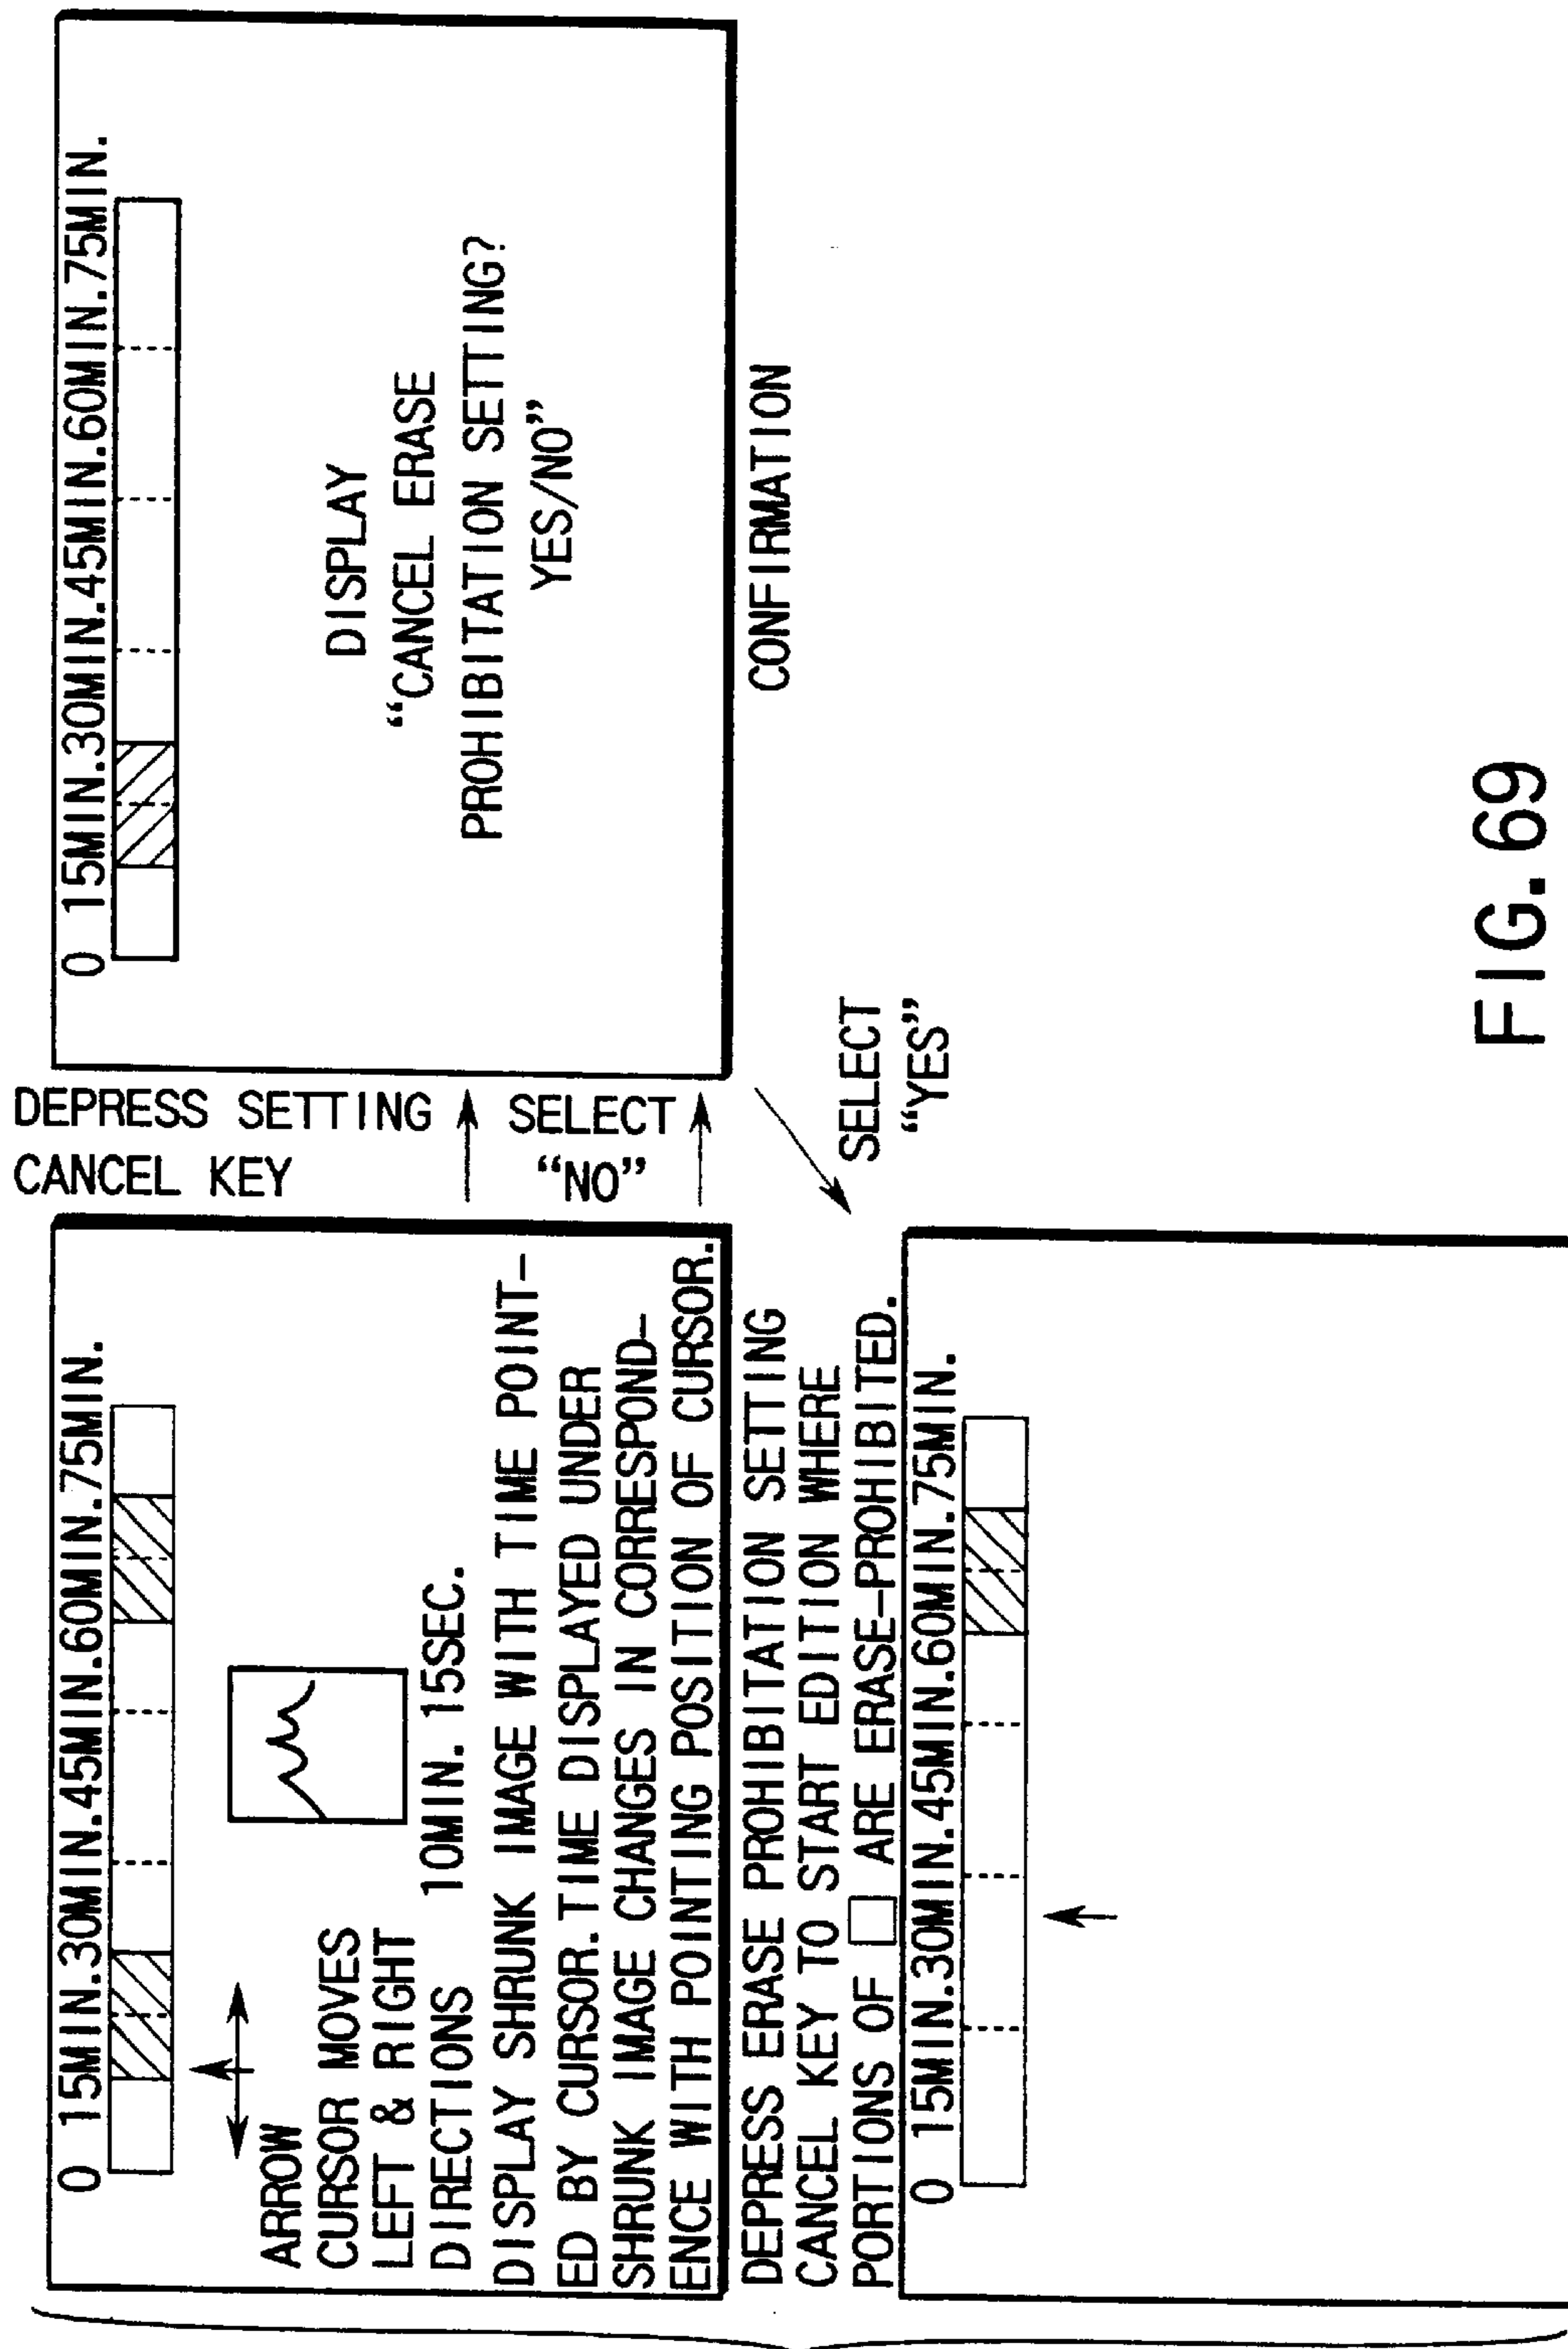 0 15MIN.30MIN.45MIN.60MIN.75MIN.
ARROW
CURSOR MOVES
LEFT & RIGHT
DIRECTIONS
10MIN. 15SEC.
DISPLAY SHRUNK IMAGE WITH TIME POINT-
ED BY CURSOR.TIME DISPLAYED UNDER
SHRUNK IMAGE CHANGES IN CORRESPOND-
ENCE WITH POINTING POSITION OF CURSOR.
DEPRESS SETTING
CANCEL KEY
SELECT
“NO”
0 15MIN.30MIN.45MIN.60MIN.75MIN.
DISPLAY
“CANCEL ERASE
PROHIBITATION SETTING?
YES/NO”
CONFIRMATION
SELECT
“YES”
DEPRESS ERASE PROHIBITATION SETTING
CANCEL KEY TO START EDITION WHERE
PORTIONS OF ARE ERASE-PROHIBITED.
0 15MIN.30MIN.45MIN.60MIN.75MIN.
FIG. 69